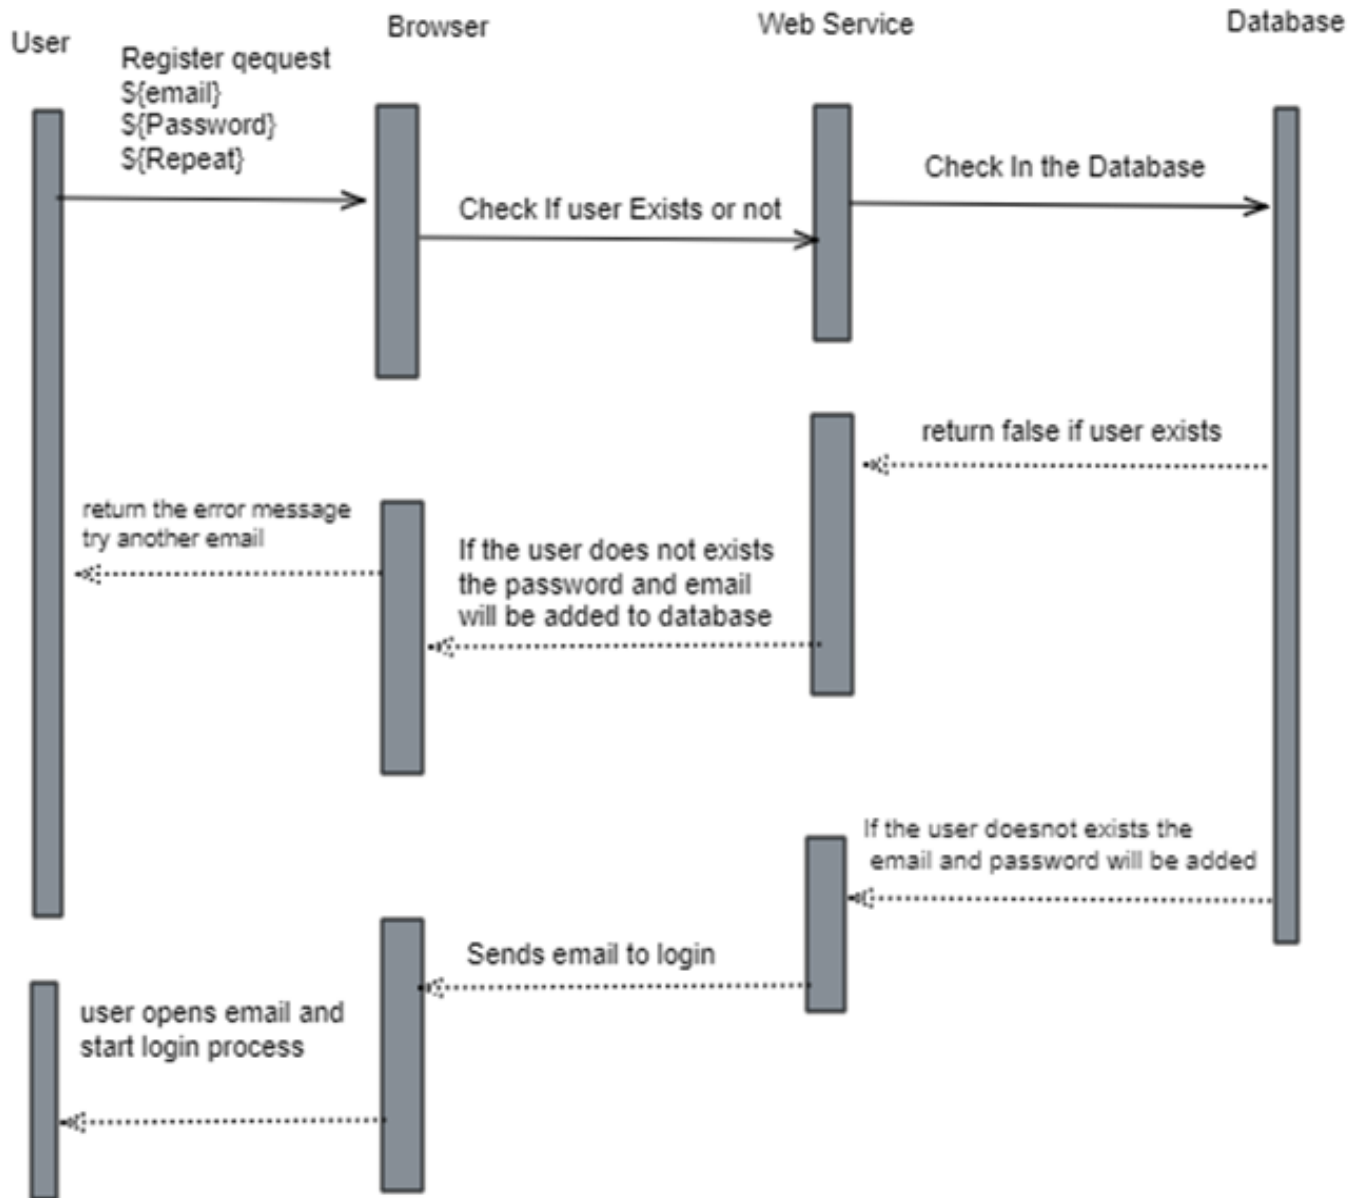 User
Browser
Web Service
Database
Register qequest
${email}
${Password}
${Repeat}
Check If user Exists or not
Check In the Database
return false if user exists
return the error message
try another email
If the user does not exists
the password and email
will be added to database
If the user doesnot exists the
email and password will be added
Sends email to login
user opens email and
start login process